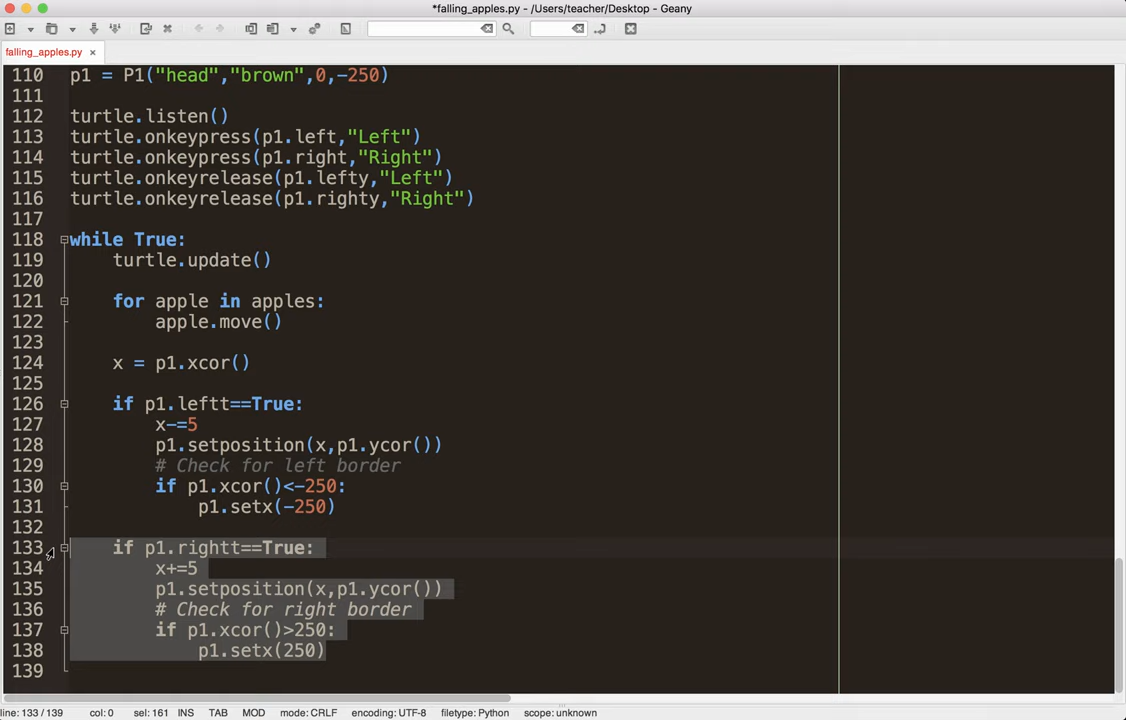 *falling_apples.py - /Users/teacher/Desktop - Geany
falling_apples.py ×
110 p1 = P1("head","brown",0,-250)
111
112 turtle.listen()
113 turtle.onkeypress(p1.left,"Left")
114 turtle.onkeypress(p1.right,"Right")
115 turtle.onkeyrelease(p1.lefty,"Left")
116 turtle.onkeyrelease(p1.righty,"Right")
117
118 while True:
119 turtle.update()
120
121 for apple in apples:
122 apple.move()
123
124 x = p1.xcor()
125
126 if p1.leftt==True:
127 x-=5
128 p1.setposition(x,p1.ycor())
129 # Check for left border
130 if p1.xcor()<-250:
131 p1.setx(-250)
132
133 if p1.rightt==True:
134 x+=5
135 p1.setposition(x,p1.ycor())
136 # Check for right border
137 if p1.xcor()>250:
138 p1.setx(250)
139
line: 133 / 139 col: 0 sel: 161 INS TAB MOD mode: CRLF encoding: UTF-8 filetype: Python scope: unknown